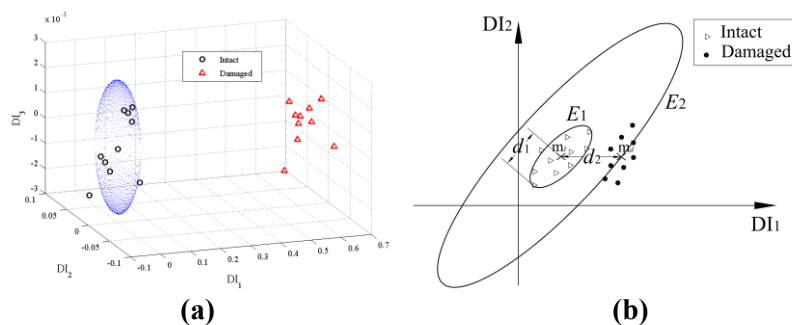 x 10⁻³
3
2
1
0
-1
-2
-3
DI₃
0.1
0.05
0
-0.05
-0.1
DI₂
-0.1
0
0.1
0.2
0.3
0.4
0.5
0.6
0.7
DI₁
Intact
Damaged
(a)
DI₂
Intact
Damaged
E₁
E₂
d₁
mᵢ
d₂
m
DI₁
(b)